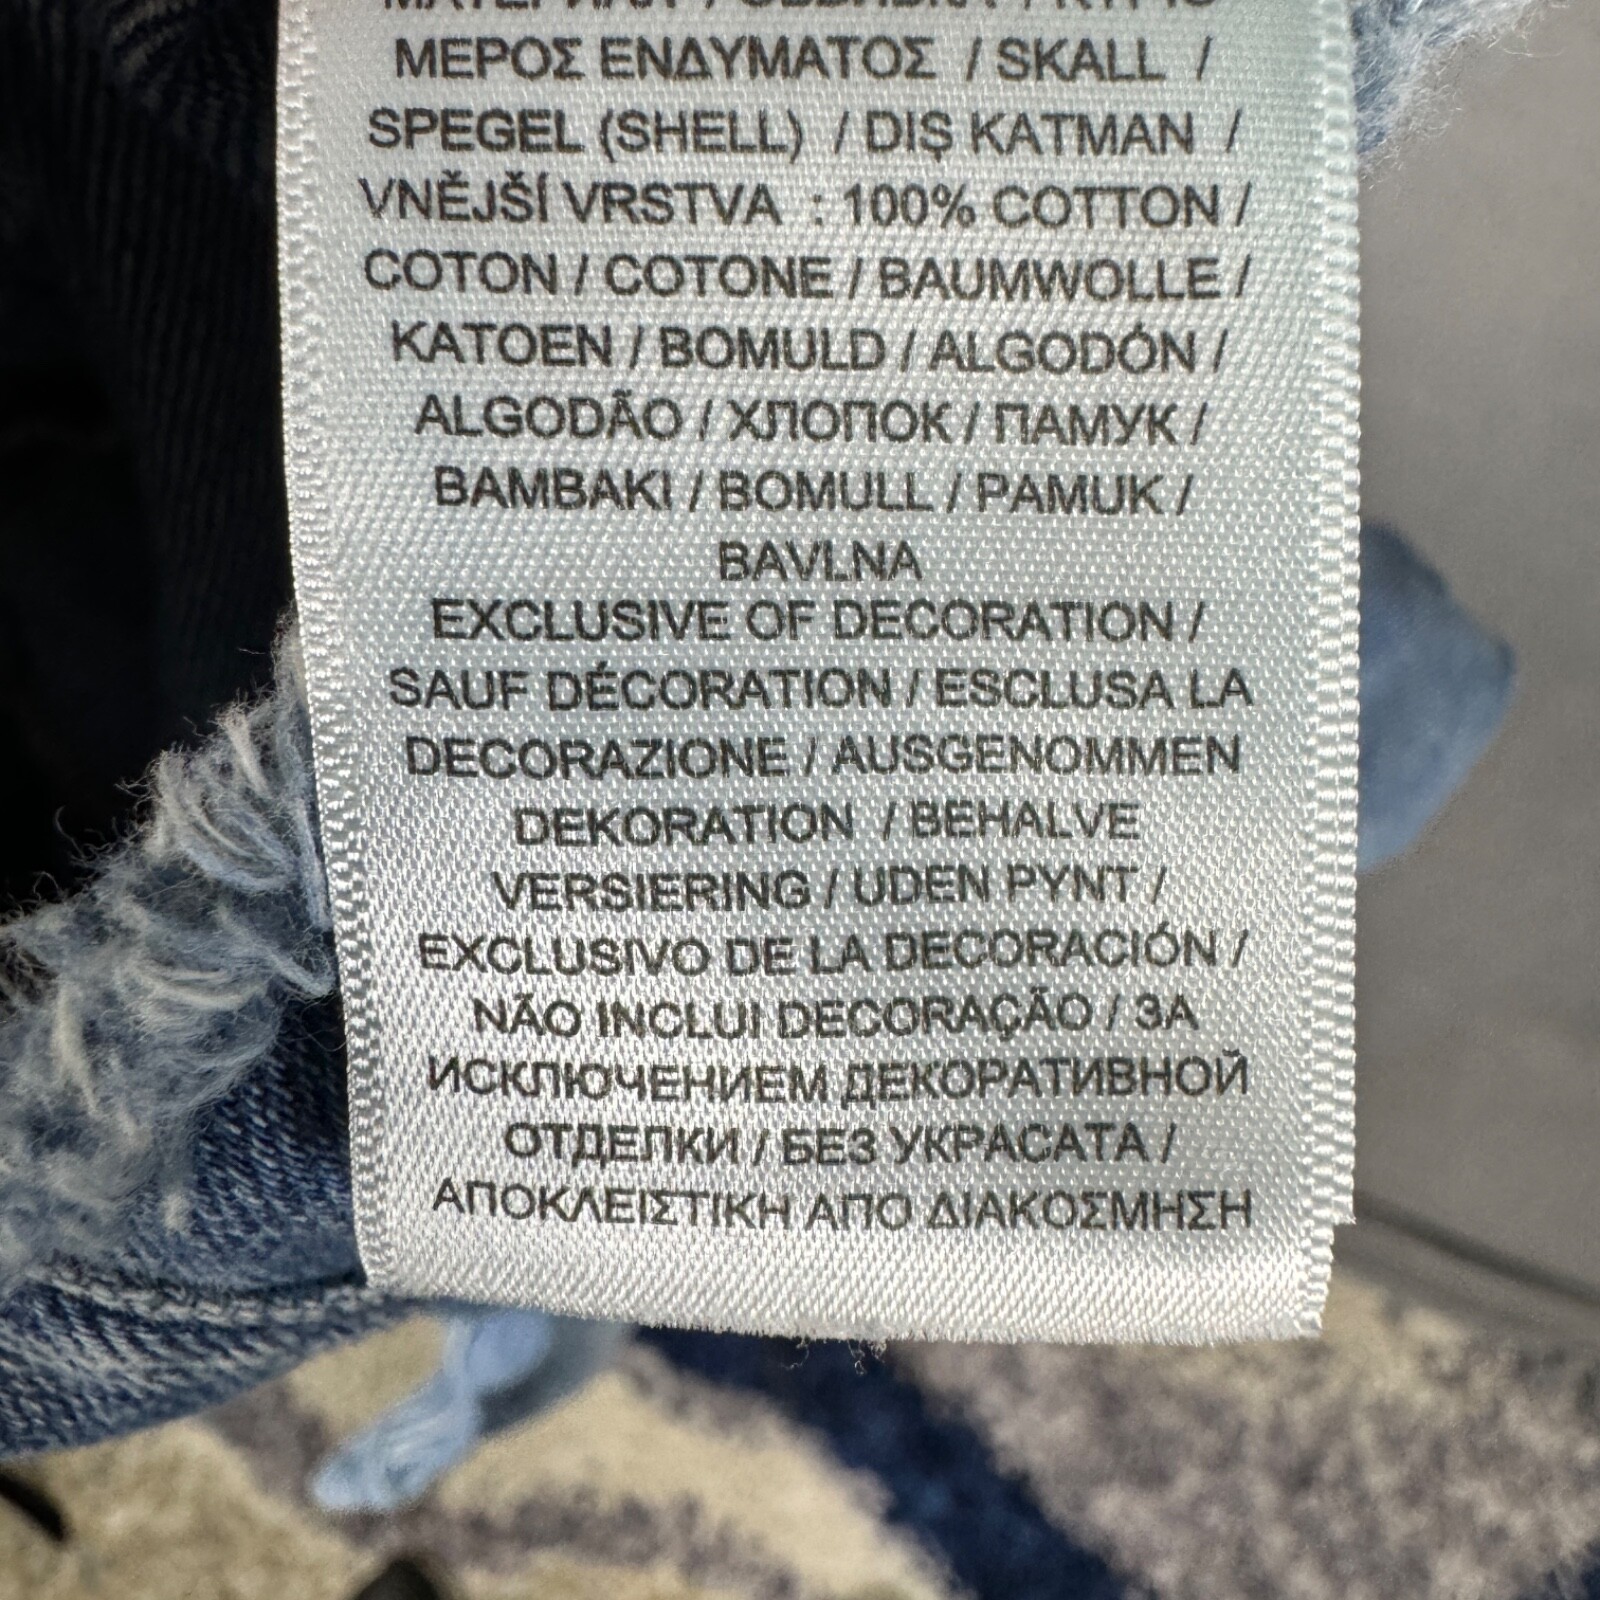 ΜΕΡΟΣ ΕΝΔΥΜΑΤΟΣ / SKALL /
SPEGEL (SHELL) / DIŞ KATMAN /
VNĚJŠÍ VRSTVA : 100% COTTON /
COTON / COTONE / BAUMWOLLE /
KATOEN / BOMULD / ALGODÓN /
ALGODÃO / ХЛОПОК / ПАМУК /
ΒΑΜΒΑΚΙ / BOMULL / PAMUK /
BAVLNA
EXCLUSIVE OF DECORATION /
SAUF DÉCORATION / ESCLUSA LA
DECORAZIONE / AUSGENOMMEN
DEKORATION / BEHALVE
VERSIERING / UDEN PYNT /
EXCLUSIVO DE LA DECORACIÓN /
NÃO INCLUI DECORAÇÃO / ЗА
ИСКЛЮЧЕНИЕМ ДЕКОРАТИВНОЙ
ОТДЕЛКИ / БЕЗ УКРАСАТА /
ΑΠΟΚΛΕΙΣΤΙΚΗ ΑΠΟ ΔΙΑΚΟΣΜΗΣΗ